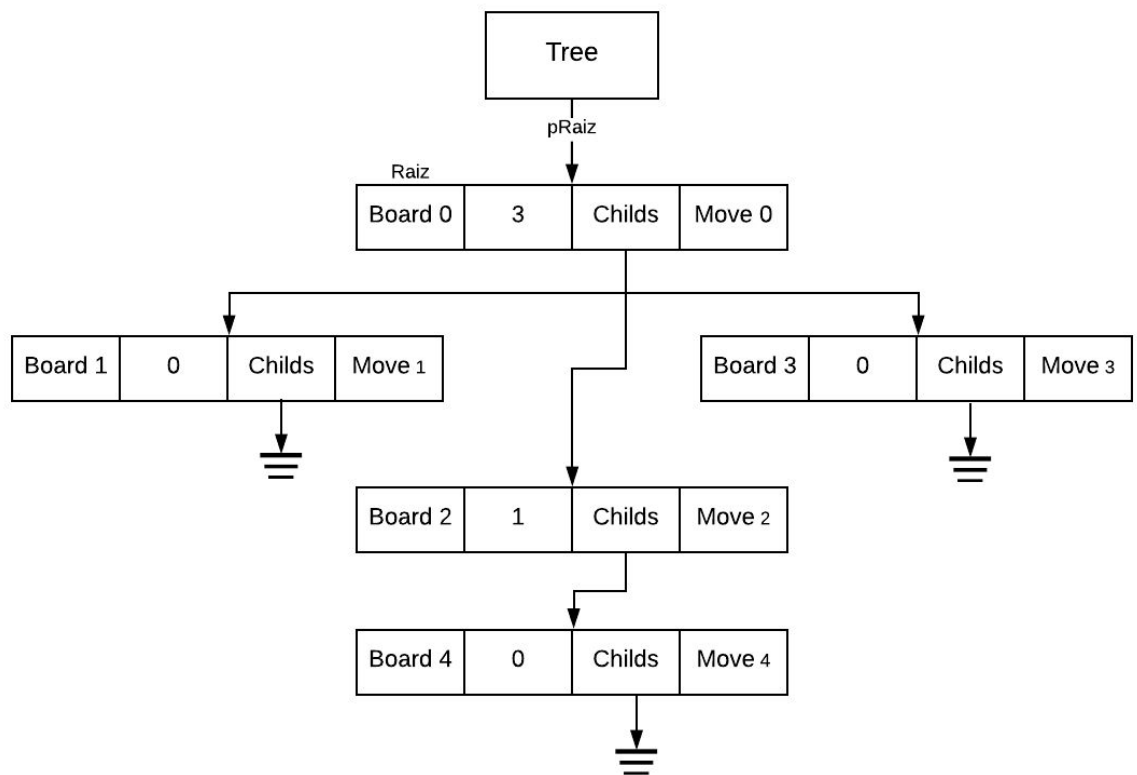 Tree
pRaiz
Raiz
Board 0 3 Childs Move 0
Board 1 0 Childs Move 1
Board 3 0 Childs Move 3
Board 2 1 Childs Move 2
Board 4 0 Childs Move 4